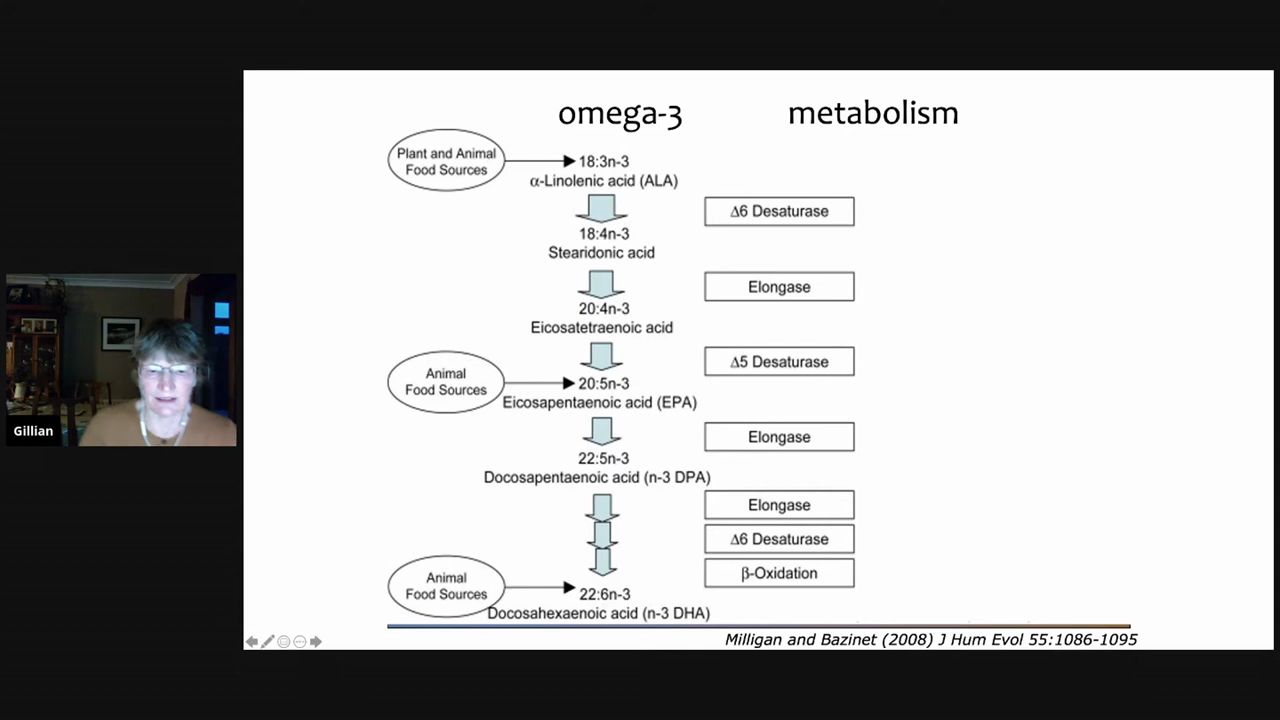 omega-3 metabolism
Plant and Animal
Food Sources
18:3n-3
α-Linolenic acid (ALA)
Δ6 Desaturase
18:4n-3
Stearidonic acid
Elongase
20:4n-3
Eicosatetraenoic acid
Δ5 Desaturase
Animal
Food Sources
20:5n-3
Eicosapentaenoic acid (EPA)
Elongase
22:5n-3
Docosapentaenoic acid (n-3 DPA)
Elongase
Δ6 Desaturase
β-Oxidation
Animal
Food Sources
22:6n-3
Docosahexaenoic acid (n-3 DHA)
Milligan and Bazinet (2008) J Hum Evol 55:1086-1095
Gillian